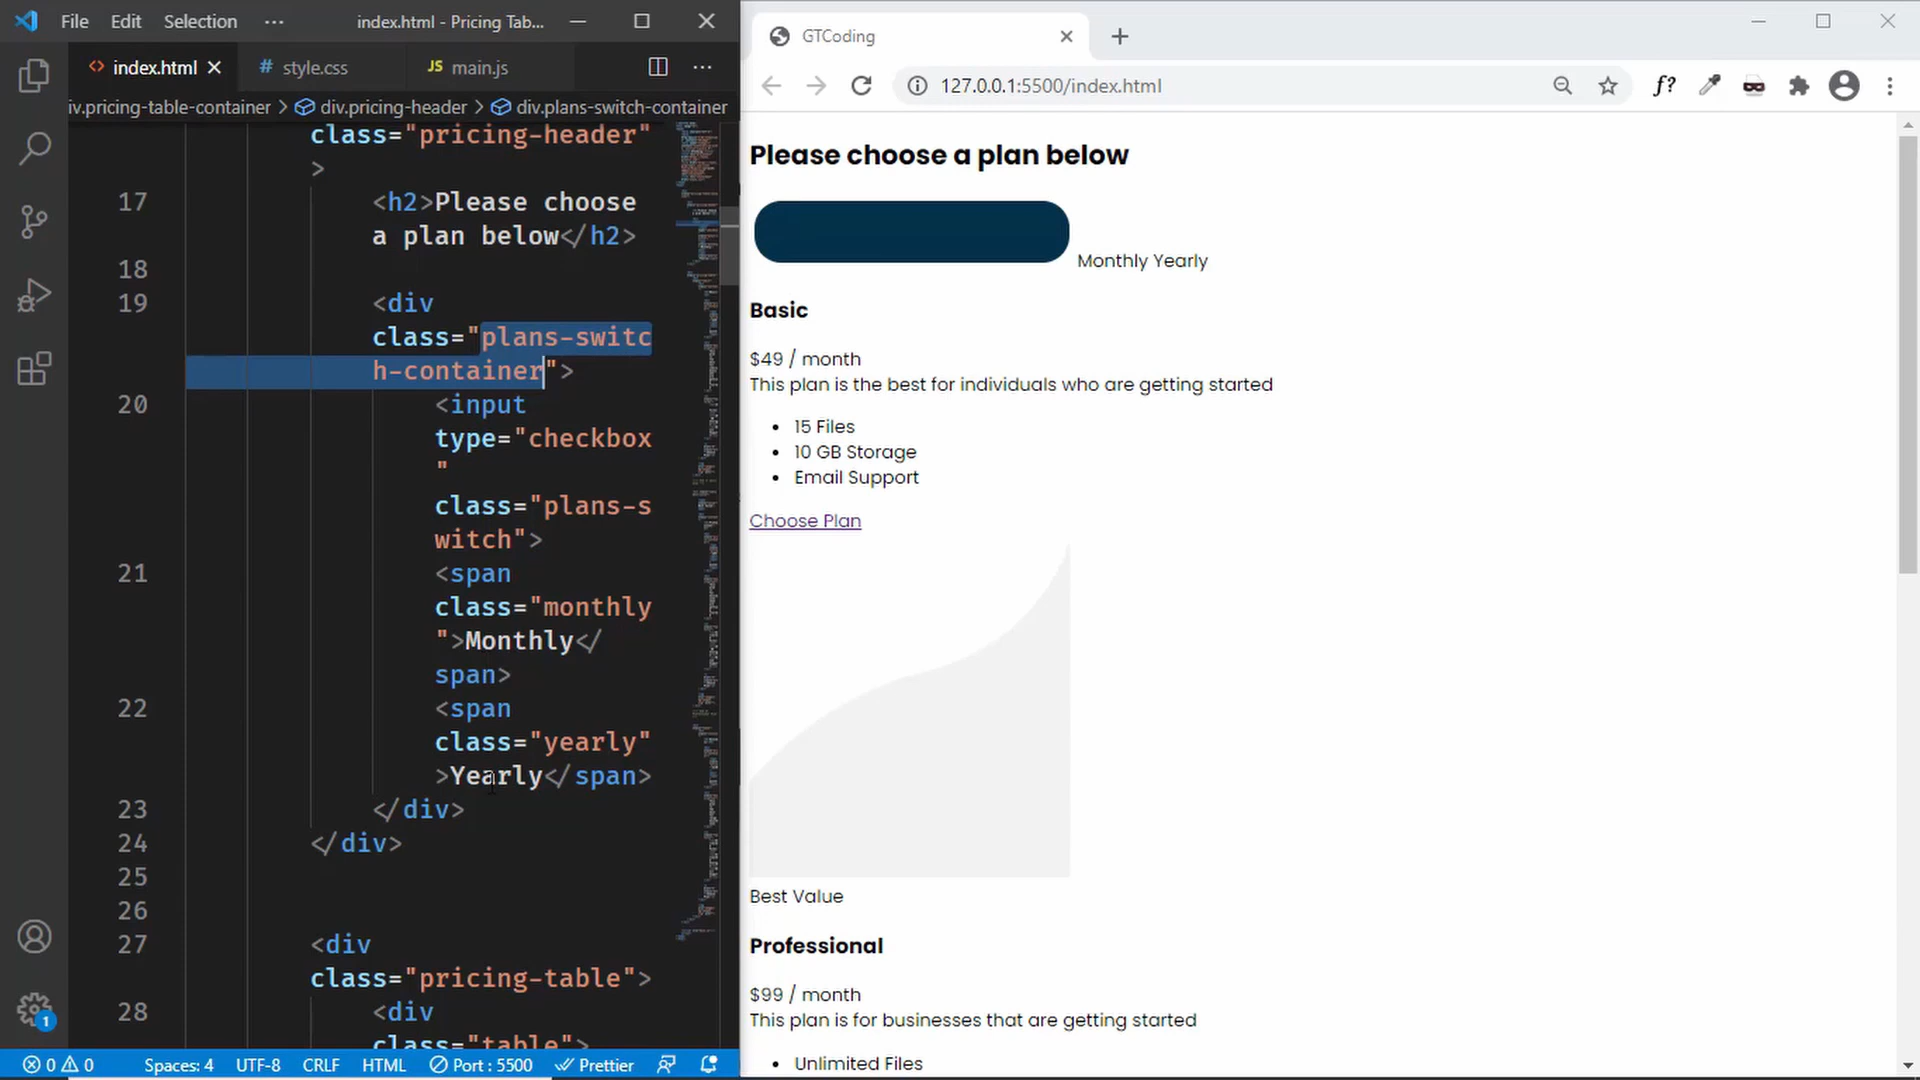 File Edit Selection ··· index.html - Pricing Tab...
index.html style.css JS main.js ···
iv.pricing-table-container > div.pricing-header > div.plans-switch-container
class="pricing-header"
>
17 <h2>Please choose
a plan below</h2>
18
19 <div
class="plans-switc
h-container">
20 <input
type="checkbox
"
class="plans-s
witch">
21 <span
class="monthly
">Monthly</
span>
22 <span
class="yearly"
>Yearly</span>
23 </div>
24 </div>
25
26
27 <div
class="pricing-table">
28 <div
class="table">
1
0 0 Spaces: 4 UTF-8 CRLF HTML Port : 5500 Prettier
GTCoding
127.0.0.1:5500/index.html f?
Please choose a plan below
Monthly Yearly
Basic
$49 / month
This plan is the best for individuals who are getting started
• 15 Files
• 10 GB Storage
• Email Support
Choose Plan
Best Value
Professional
$99 / month
This plan is for businesses that are getting started
• Unlimited Files